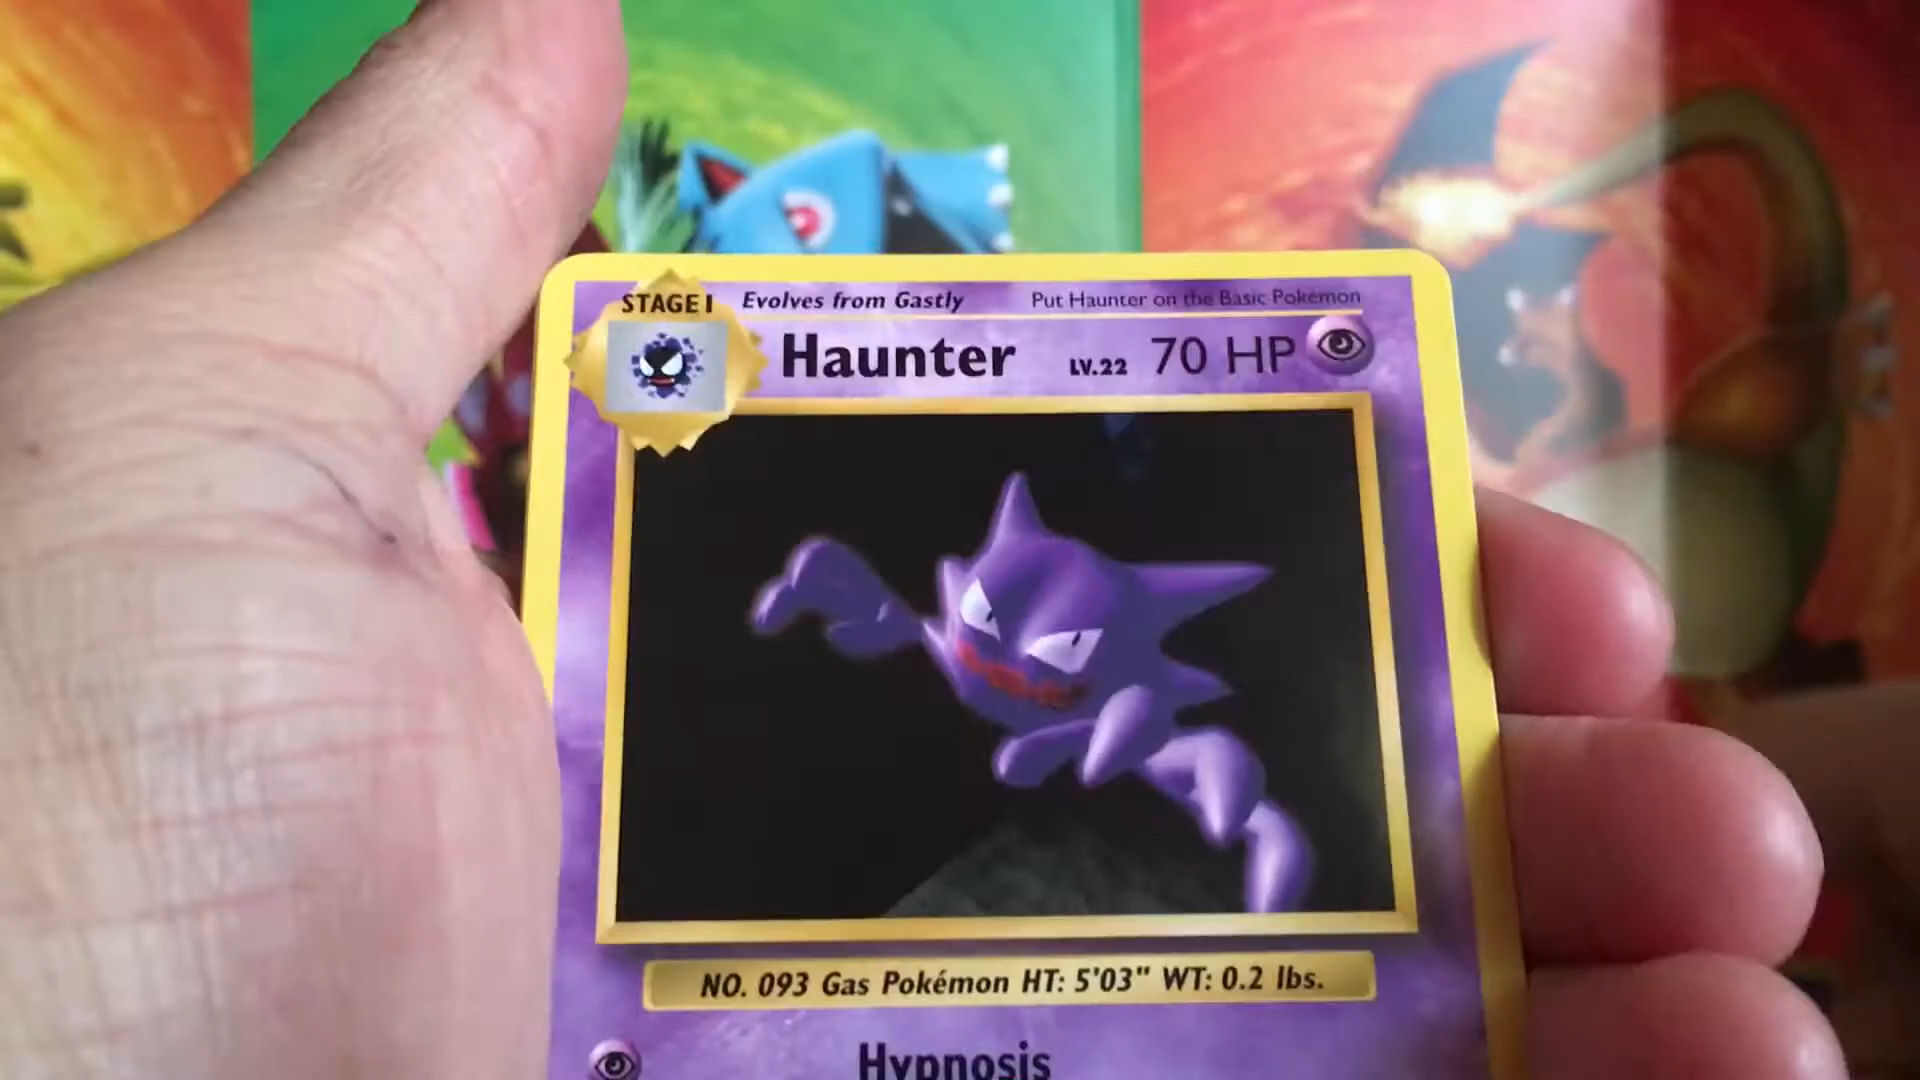 STAGE 1 Evolves from Gastly Put Haunter on the Basic Pokémon
Haunter LV.22 70 HP
NO. 093 Gas Pokémon HT: 5'03" WT: 0.2 lbs.
Hypnosis